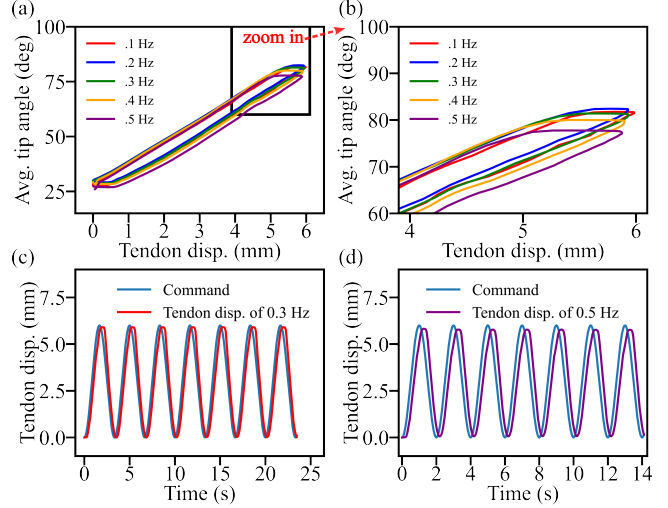 (a)
100
75
50
25
Avg. tip angle (deg)
.1 Hz
.2 Hz
.3 Hz
.4 Hz
.5 Hz
zoom in
0 1 2 3 4 5 6
Tendon disp. (mm)
(b)
100
90
80
70
60
Avg. tip angle (deg)
.1 Hz
.2 Hz
.3 Hz
.4 Hz
.5 Hz
4 5 6
Tendon disp. (mm)
(c)
7.5
5.0
2.5
0.0
Tendon disp. (mm)
Command
Tendon disp. of 0.3 Hz
0 5 10 15 20 25
Time (s)
(d)
7.5
5.0
2.5
0.0
Tendon disp. (mm)
Command
Tendon disp. of 0.5 Hz
0 2 4 6 8 10 12 14
Time (s)